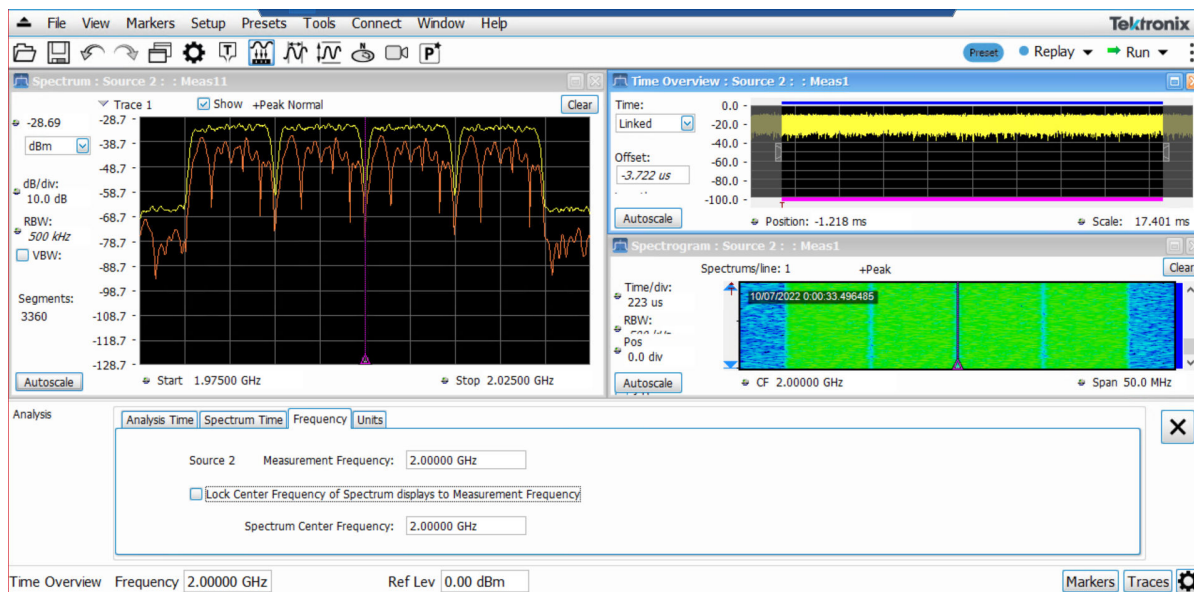 File View Markers Setup Presets Tools Connect Window Help
Tektronix
T
P
Preset
Replay
Run
Spectrum : Source 2 : : Meas11
Trace 1 Show +Peak Normal Clear
-28.69
dBm
dB/div:
10.0 dB
RBW:
500 kHz
VBW:
Segments:
3360
Autoscale
-28.7
-38.7
-48.7
-58.7
-68.7
-78.7
-88.7
-98.7
-108.7
-118.7
-128.7
Start 1.97500 GHz
Stop 2.02500 GHz
Time Overview : Source 2 : : Meas1
Time:
Linked
Offset:
-3.722 us
Autoscale
0.0
-20.0
-40.0
-60.0
-80.0
-100.0
T
Position: -1.218 ms
Scale: 17.401 ms
Spectrogram : Source 2 : : Meas1
Spectrums/line: 1 +Peak Clear
Time/div:
223 us
RBW:
Pos
0.0 div
Autoscale
10/07/2022 0:00:33.496485
CF 2.00000 GHz
Span 50.0 MHz
Analysis
Analysis Time Spectrum Time Frequency Units
Source 2 Measurement Frequency: 2.00000 GHz
Lock Center Frequency of Spectrum displays to Measurement Frequency
Spectrum Center Frequency: 2.00000 GHz
Time Overview Frequency 2.00000 GHz Ref Lev 0.00 dBm Markers Traces